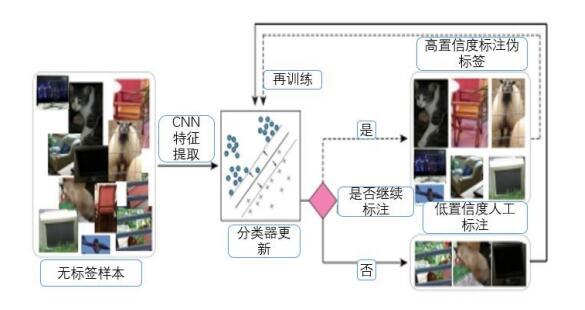 高置信度标注伪
标签
再训练
CNN
特征
提取
是
是否继续
标注
低置信度人工
标注
分类器更
新
否
无标签样本